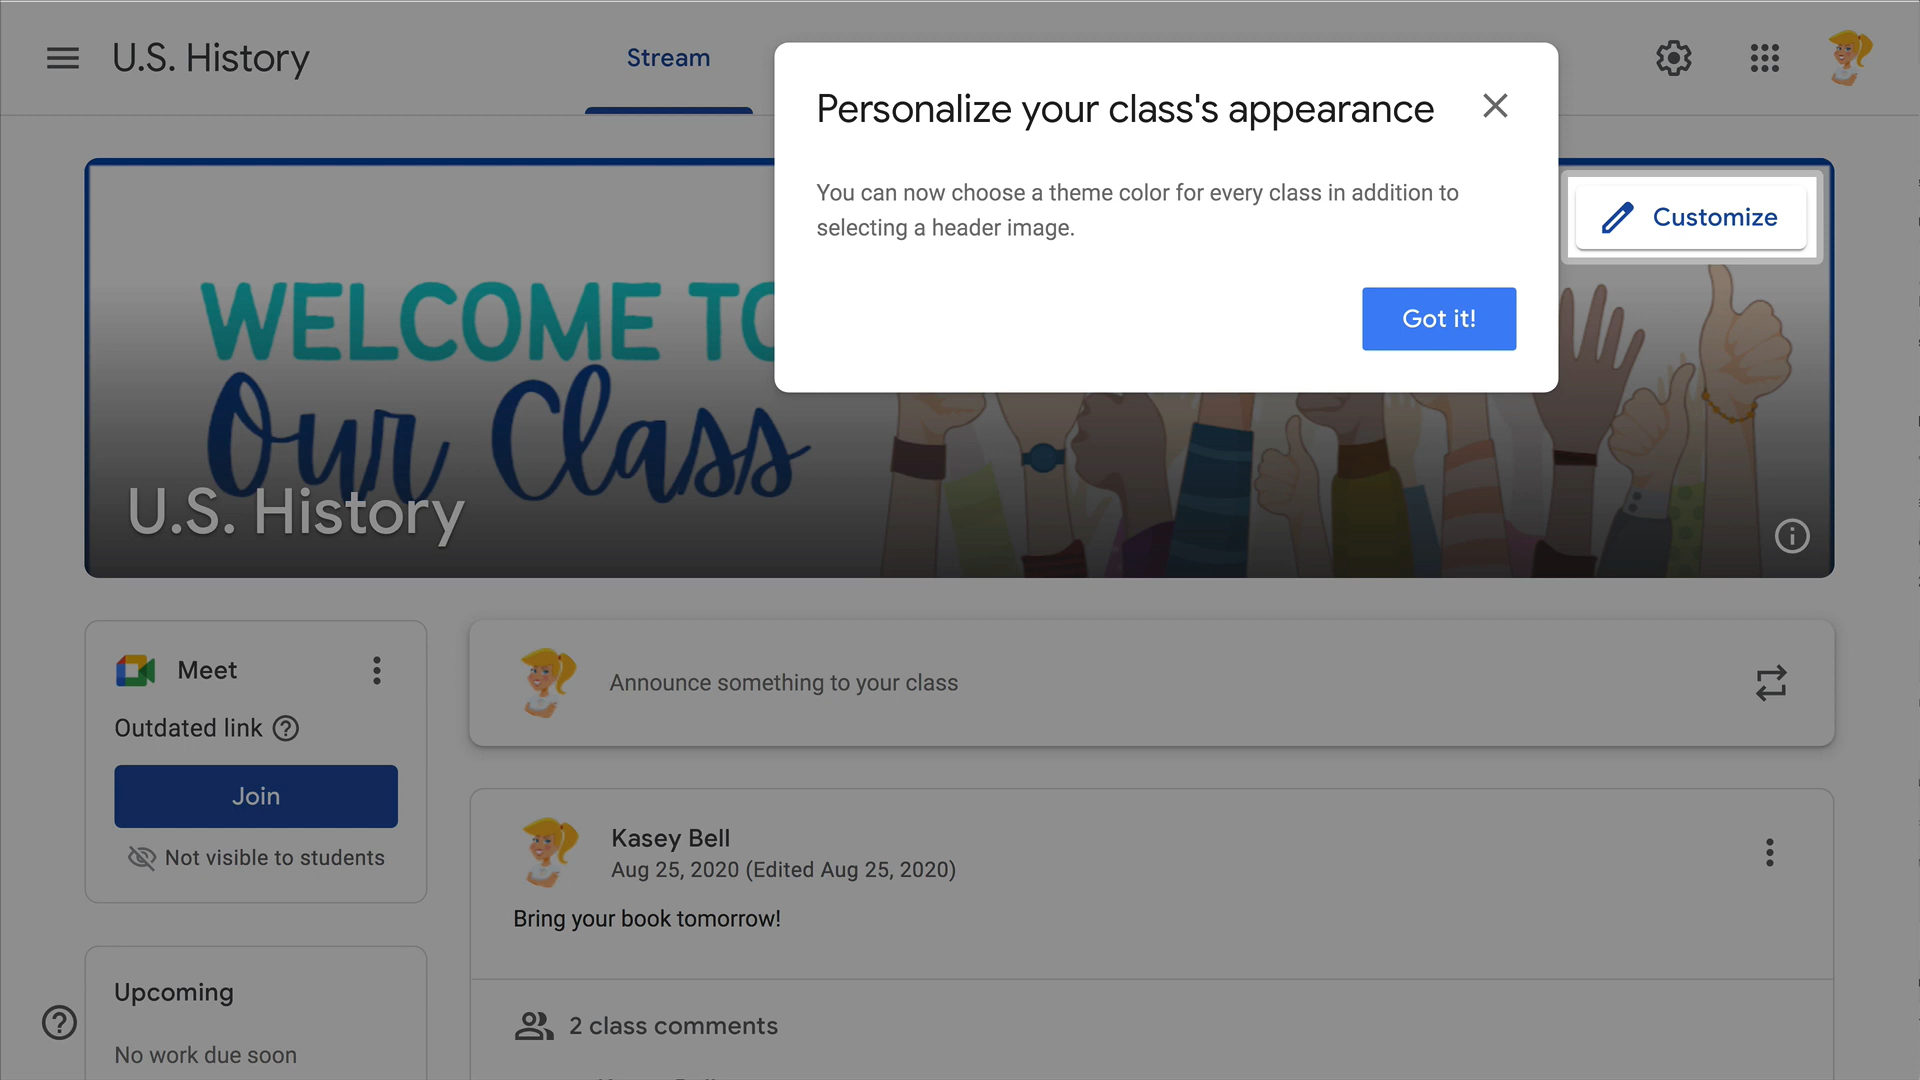 U.S. History
Stream
Personalize your class's appearance
You can now choose a theme color for every class in addition to
selecting a header image.
Got it!
Customize
WELCOME TO
Our Class
U.S. History
Meet
Outdated link
Join
Not visible to students
Announce something to your class
Kasey Bell
Aug 25, 2020 (Edited Aug 25, 2020)
Bring your book tomorrow!
Upcoming
No work due soon
2 class comments